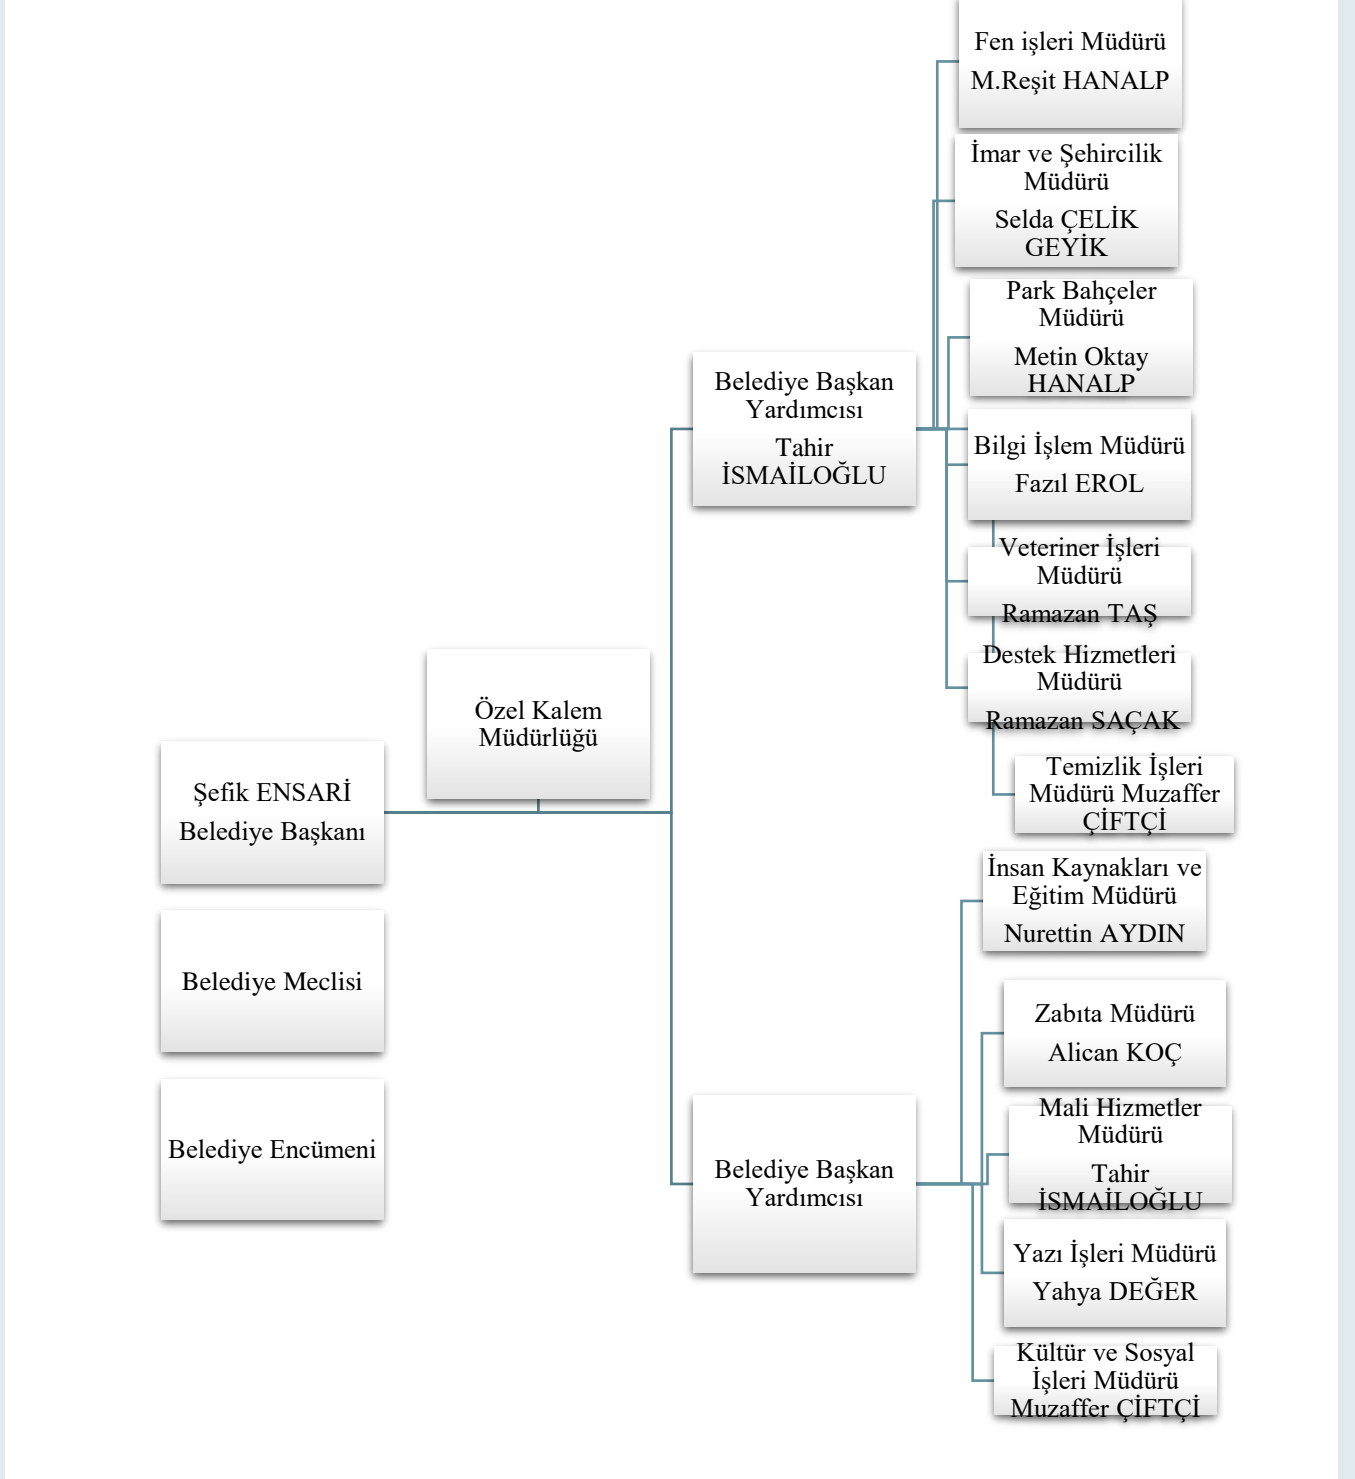 Fen işleri Müdürü
M.Reşit HANALP
İmar ve Şehircilik
Müdürü
Selda ÇELİK
GEYİK
Park Bahçeler
Müdürü
Metin Oktay
HANALP
Belediye Başkan
Yardımcısı
Tahir
İSMAİLOĞLU
Bilgi İşlem Müdürü
Fazıl EROL
Veteriner İşleri
Müdürü
Ramazan TAŞ
Destek Hizmetleri
Müdürü
Ramazan SAÇAK
Özel Kalem
Müdürlüğü
Temizlik İşleri
Müdürü Muzaffer
ÇİFTÇİ
Şefik ENSARİ
Belediye Başkanı
İnsan Kaynakları ve
Eğitim Müdürü
Nurettin AYDIN
Belediye Meclisi
Zabıta Müdürü
Alican KOÇ
Mali Hizmetler
Müdürü
Tahir
İSMAİLOĞLU
Belediye Encümeni
Belediye Başkan
Yardımcısı
Yazı İşleri Müdürü
Yahya DEĞER
Kültür ve Sosyal
İşleri Müdürü
Muzaffer ÇİFTÇİ